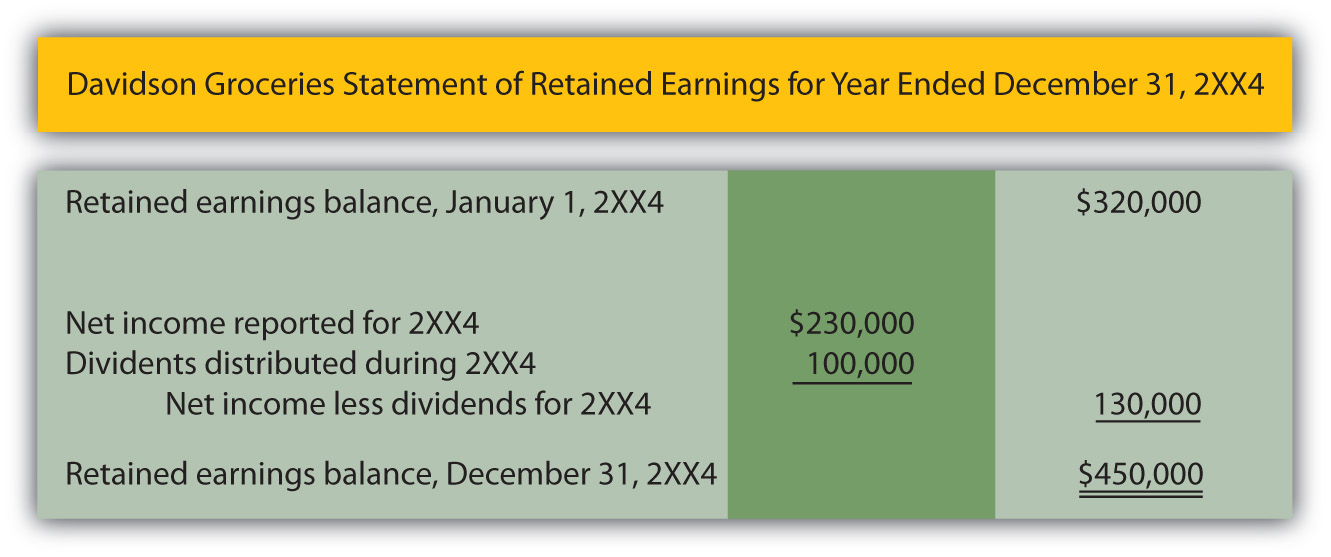 Davidson Groceries Statement of Retained Earnings for Year Ended December 31, 2XX4
Retained earnings balance, January 1, 2XX4 $320,000
Net income reported for 2XX4 $230,000
Dividents distributed during 2XX4 100,000
Net income less dividends for 2XX4 130,000
Retained earnings balance, December 31, 2XX4 $450,000